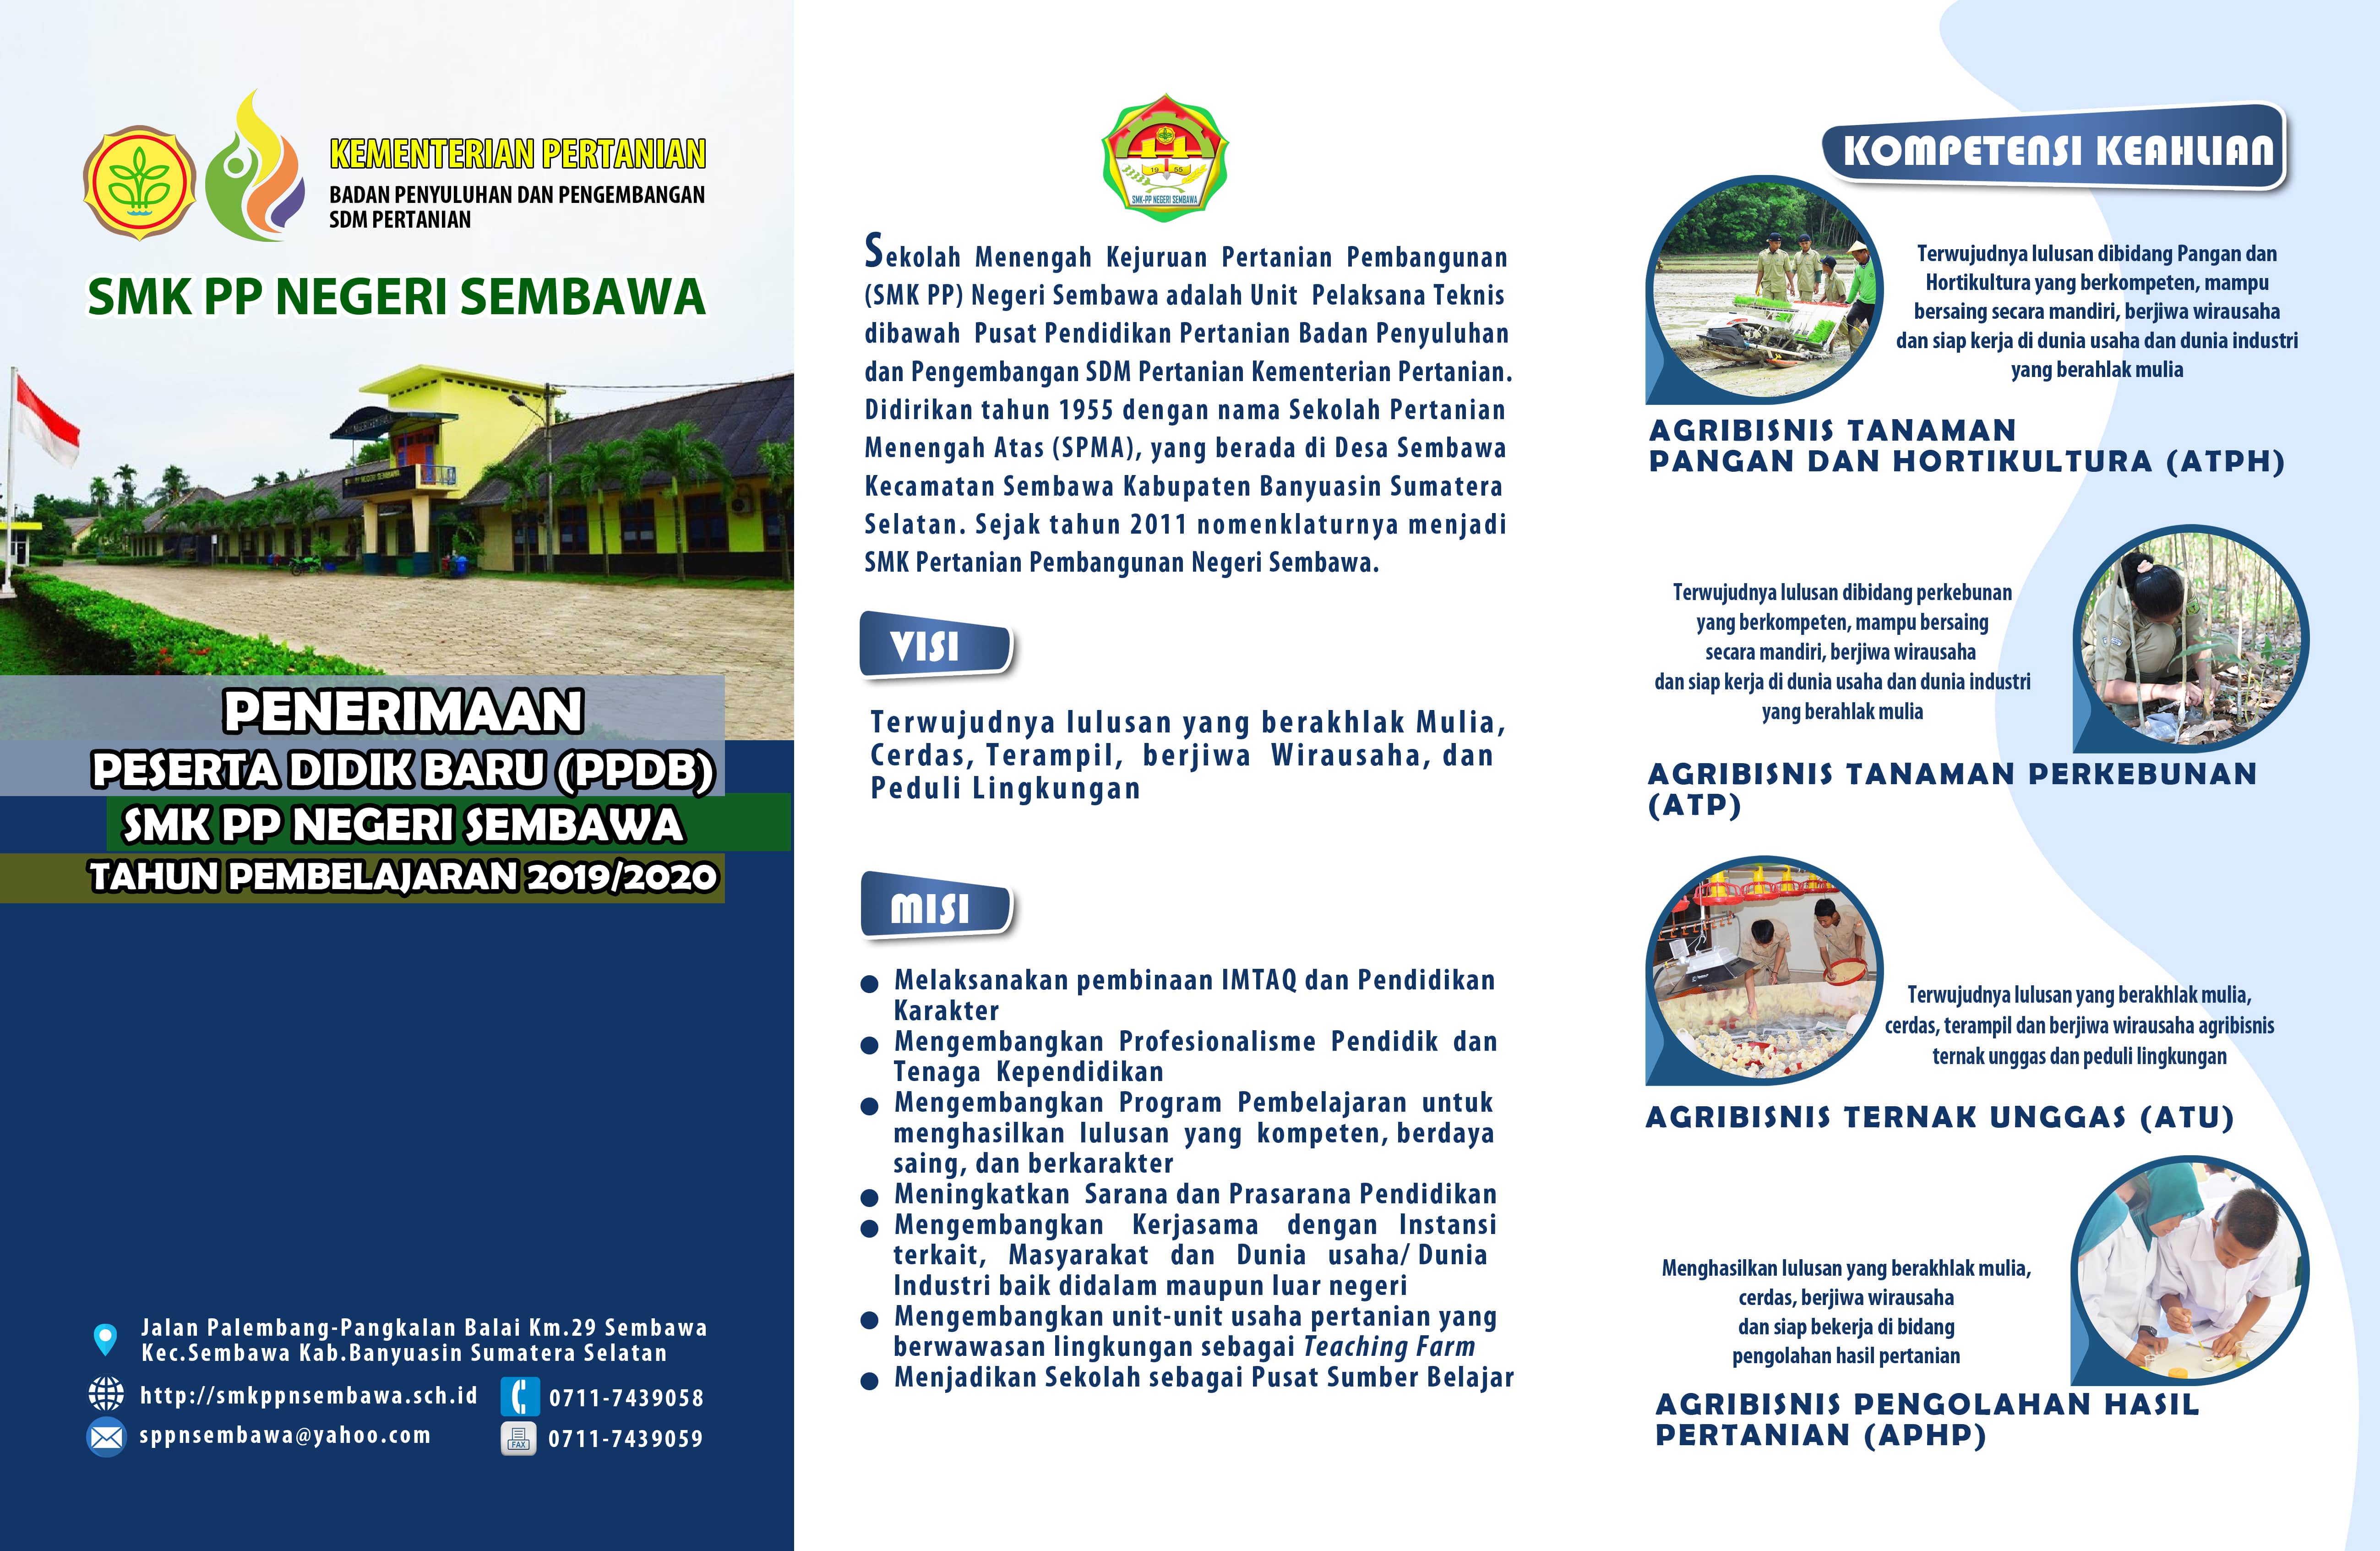 KEMENTERIAN PERTANIAN
BADAN PENYULUHAN DAN PENGEMBANGAN
SDM PERTANIAN
SMK PP NEGERI SEMBAWA
PENERIMAAN
PESERTA DIDIK BARU (PPDB)
SMK PP NEGERI SEMBAWA
TAHUN PEMBELAJARAN 2019/2020
Jalan Palembang-Pangkalan Balai Km.29 Sembawa
Kec.Sembawa Kab.Banyuasin Sumatera Selatan
http://smkppnsembawa.sch.id
0711-7439058
sppnsembawa@yahoo.com
FAX
0711-7439059
19 55
SMK-PP NEGERI SEMBAWA
Sekolah Menengah Kejuruan Pertanian Pembangunan
(SMK PP) Negeri Sembawa adalah Unit Pelaksana Teknis
dibawah Pusat Pendidikan Pertanian Badan Penyuluhan
dan Pengembangan SDM Pertanian Kementerian Pertanian.
Didirikan tahun 1955 dengan nama Sekolah Pertanian
Menengah Atas (SPMA), yang berada di Desa Sembawa
Kecamatan Sembawa Kabupaten Banyuasin Sumatera
Selatan. Sejak tahun 2011 nomenklaturnya menjadi
SMK Pertanian Pembangunan Negeri Sembawa.
VISI
Terwujudnya lulusan yang berakhlak Mulia,
Cerdas, Terampil, berjiwa Wirausaha, dan
Peduli Lingkungan
MISI
● Melaksanakan pembinaan IMTAQ dan Pendidikan
Karakter
● Mengembangkan Profesionalisme Pendidik dan
Tenaga Kependidikan
● Mengembangkan Program Pembelajaran untuk
menghasilkan lulusan yang kompeten, berdaya
saing, dan berkarakter
● Meningkatkan Sarana dan Prasarana Pendidikan
● Mengembangkan Kerjasama dengan Instansi
terkait, Masyarakat dan Dunia usaha/ Dunia
Industri baik didalam maupun luar negeri
● Mengembangkan unit-unit usaha pertanian yang
berwawasan lingkungan sebagai Teaching Farm
● Menjadikan Sekolah sebagai Pusat Sumber Belajar
KOMPETENSI KEAHLIAN
Terwujudnya lulusan dibidang Pangan dan
Hortikultura yang berkompeten, mampu
bersaing secara mandiri, berjiwa wirausaha
dan siap kerja di dunia usaha dan dunia industri
yang berahlak mulia
AGRIBISNIS TANAMAN
PANGAN DAN HORTIKULTURA (ATPH)
Terwujudnya lulusan dibidang perkebunan
yang berkompeten, mampu bersaing
secara mandiri, berjiwa wirausaha
dan siap kerja di dunia usaha dan dunia industri
yang berahlak mulia
AGRIBISNIS TANAMAN PERKEBUNAN
(ATP)
Terwujudnya lulusan yang berakhlak mulia,
cerdas, terampil dan berjiwa wirausaha agribisnis
ternak unggas dan peduli lingkungan
AGRIBISNIS TERNAK UNGGAS (ATU)
Menghasilkan lulusan yang berakhlak mulia,
cerdas, berjiwa wirausaha
dan siap bekerja di bidang
pengolahan hasil pertanian
AGRIBISNIS PENGOLAHAN HASIL
PERTANIAN (APHP)